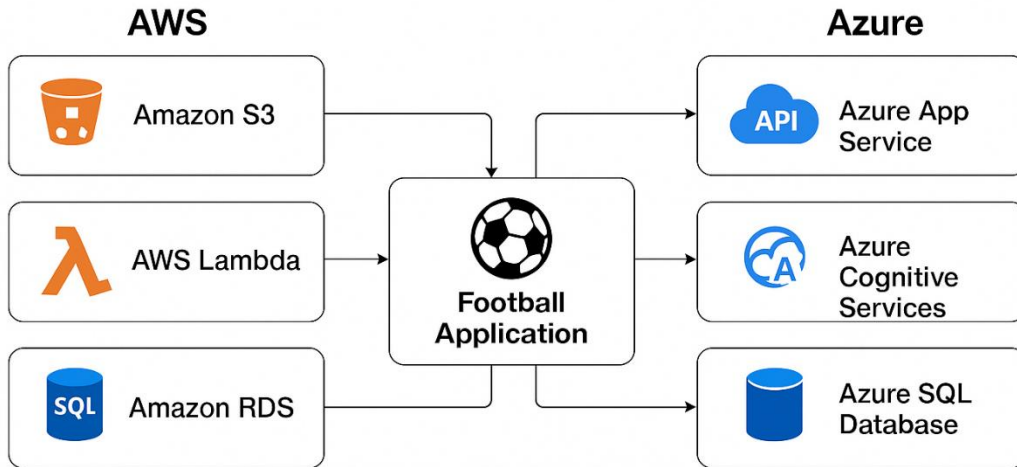 AWS
Azure
Amazon S3
API
Azure App
Service
AWS Lambda
Football
Application
A
Azure
Cognitive
Services
SQL
Amazon RDS
Azure SQL
Database